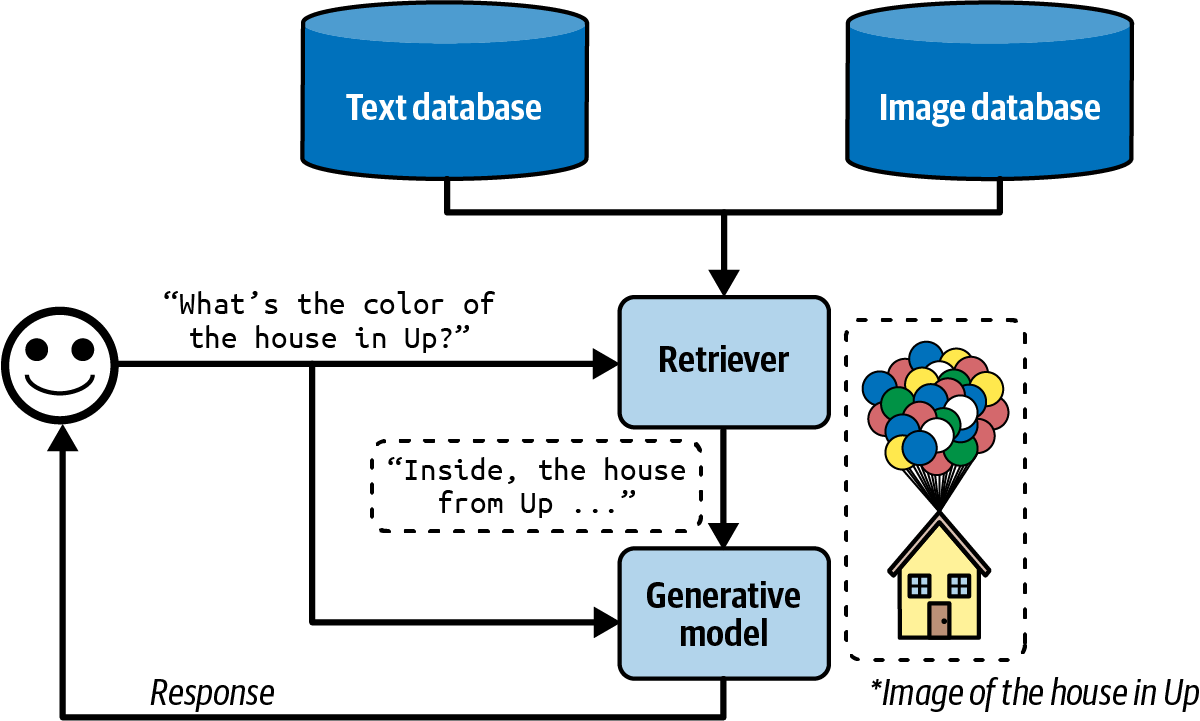 Text database
Image database
“What’s the color of
the house in Up?”
Retriever
“Inside, the house
from Up ...”
Generative
model
Response
*Image of the house in Up